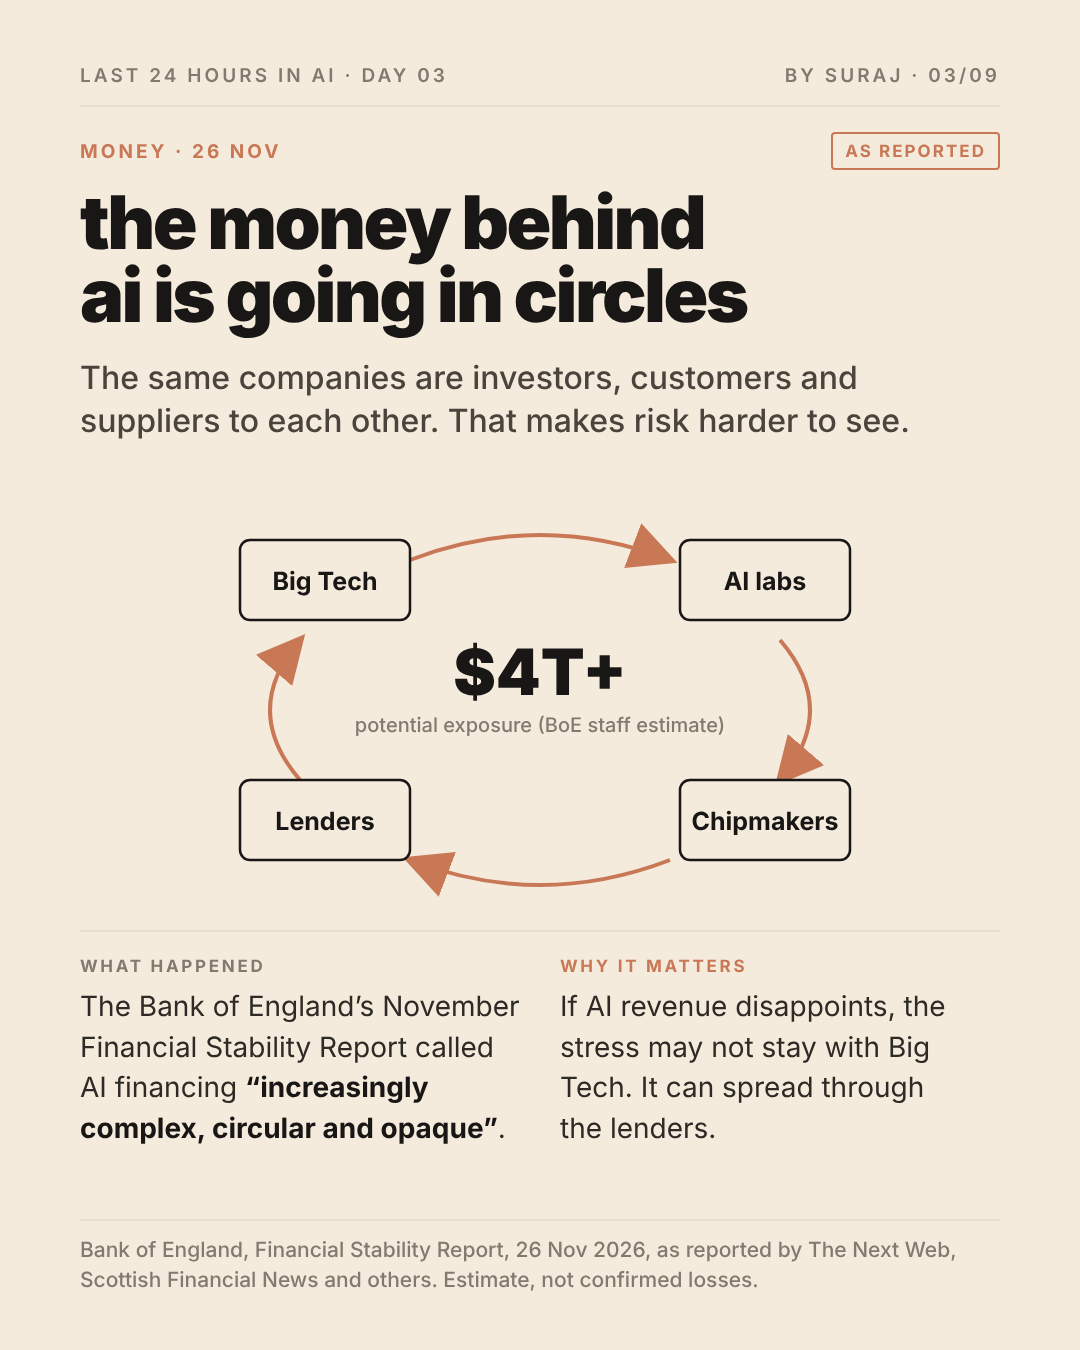 LAST 24 HOURS IN AI · DAY 03
BY SURAJ · 03/09
MONEY · 26 NOV
AS REPORTED
the money behind
ai is going in circles
The same companies are investors, customers and
suppliers to each other. That makes risk harder to see.
Big Tech
AI labs
$4T+
potential exposure (BoE staff estimate)
Lenders
Chipmakers
WHAT HAPPENED
The Bank of England’s November
Financial Stability Report called
AI financing “increasingly
complex, circular and opaque”.
WHY IT MATTERS
If AI revenue disappoints, the
stress may not stay with Big
Tech. It can spread through
the lenders.
Bank of England, Financial Stability Report, 26 Nov 2026, as reported by The Next Web,
Scottish Financial News and others. Estimate, not confirmed losses.